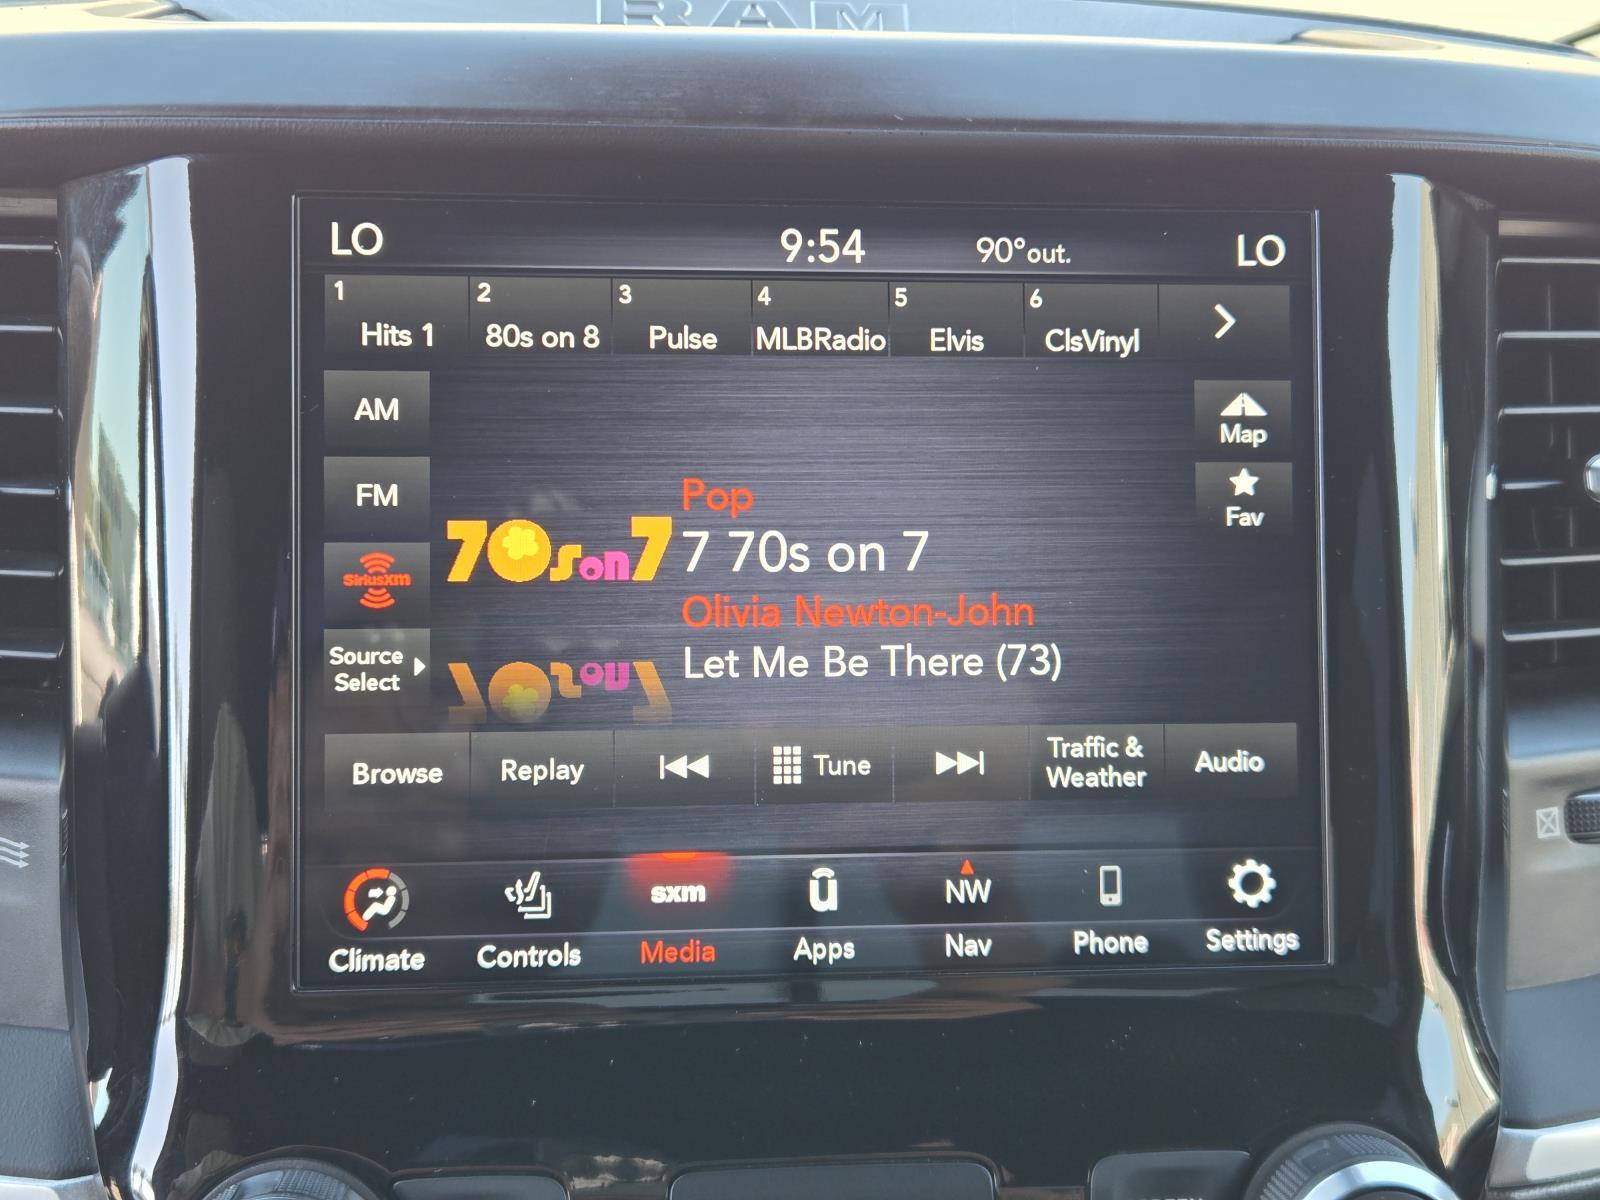 RAM
LO 9:54 90°out. LO
1 Hits 1
2 80s on 8
3 Pulse
4 MLBRadio
5 Elvis
6 ClsVinyl
AM
FM
SiriusXM
Source
Select
70s on 7
Pop
7 70s on 7
Olivia Newton-John
Let Me Be There (73)
Map
Fav
Browse
Replay
Tune
Traffic &
Weather
Audio
Climate
Controls
sxm
Media
ū
Apps
NW
Nav
Phone
Settings